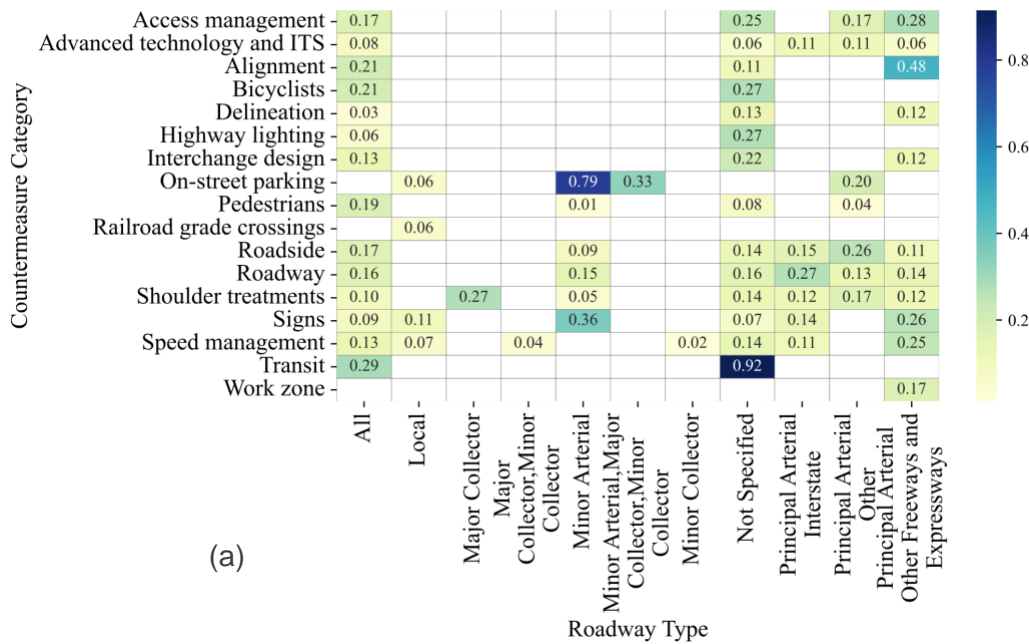 Countermeasure Category
Access management 0.17 0.25 0.17 0.28
Advanced technology and ITS 0.08 0.06 0.11 0.11 0.06
Alignment 0.21 0.11 0.48
Bicyclists 0.21 0.27
Delineation 0.03 0.13 0.12
Highway lighting 0.06 0.27
Interchange design 0.13 0.22 0.12
On-street parking 0.06 0.79 0.33 0.20
Pedestrians 0.19 0.01 0.08 0.04
Railroad grade crossings 0.06
Roadside 0.17 0.09 0.14 0.15 0.26 0.11
Roadway 0.16 0.15 0.16 0.27 0.13 0.14
Shoulder treatments 0.10 0.27 0.05 0.14 0.12 0.17 0.12
Signs 0.09 0.11 0.36 0.07 0.14 0.26
Speed management 0.13 0.07 0.04 0.02 0.14 0.11 0.25
Transit 0.29 0.92
Work zone 0.17
All
Local
Major Collector
Major
Collector,Minor
Collector
Minor Arterial
Minor Arterial,Major
Collector,Minor
Collector
Minor Collector
Not Specified
Principal Arterial
Interstate
Principal Arterial
Other
Principal Arterial
Other Freeways and
Expressways
Roadway Type
(a)
0.8
0.6
0.4
0.2